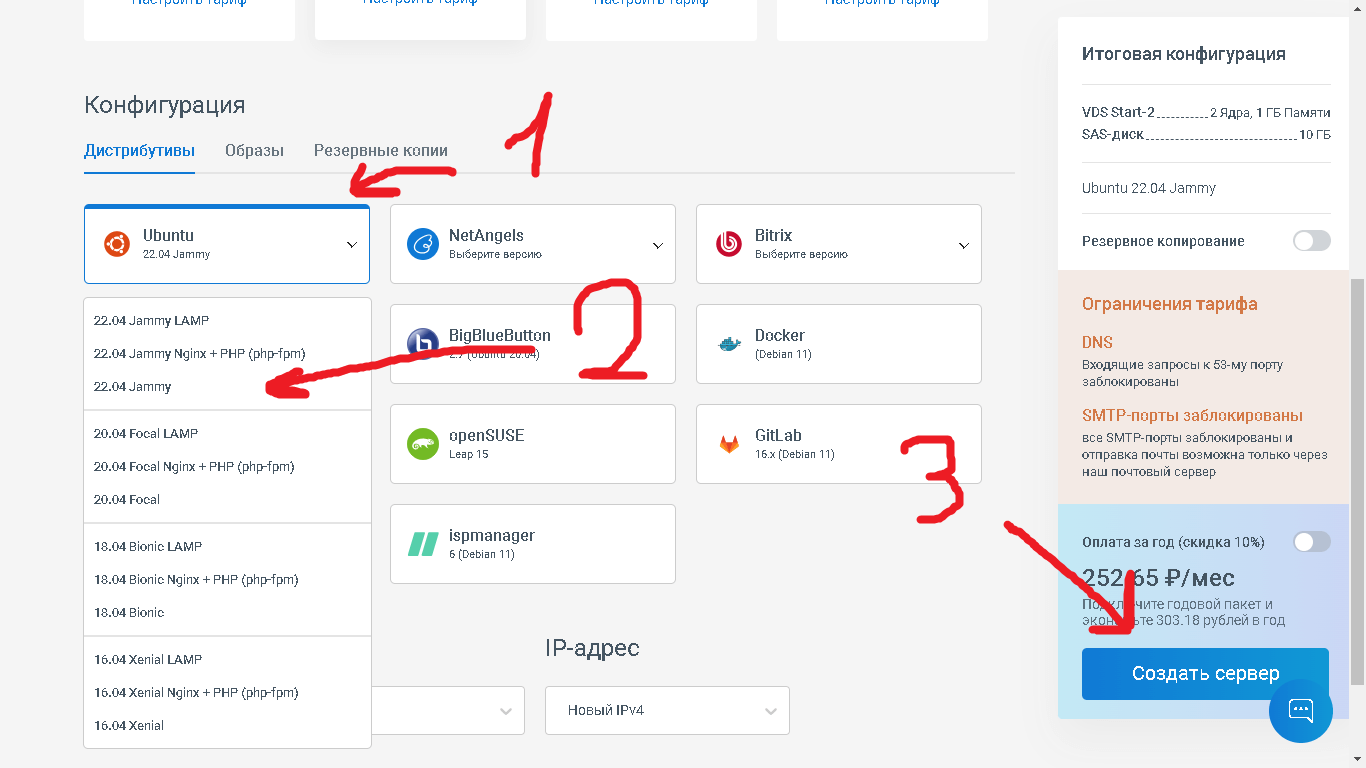 Настроить тариф
Настроить тариф
Настроить тариф
Настроить тариф
Конфигурация
1
Дистрибутивы
Образы
Резервные копии
Ubuntu
22.04 Jammy
NetAngels
Выберите версию
Bitrix
Выберите версию
22.04 Jammy LAMP
22.04 Jammy Nginx + PHP (php-fpm)
22.04 Jammy
20.04 Focal LAMP
20.04 Focal Nginx + PHP (php-fpm)
20.04 Focal
18.04 Bionic LAMP
18.04 Bionic Nginx + PHP (php-fpm)
18.04 Bionic
16.04 Xenial LAMP
16.04 Xenial Nginx + PHP (php-fpm)
16.04 Xenial
2
BigBlueButton
2.7 (Ubuntu 20.04)
Docker
(Debian 11)
openSUSE
Leap 15
GitLab
16.x (Debian 11)
3
ispmanager
6 (Debian 11)
IP-адрес
Новый IPv4
Итоговая конфигурация
VDS Start-2 2 Ядра, 1 ГБ Памяти
SAS-диск 10 ГБ
Ubuntu 22.04 Jammy
Резервное копирование
Ограничения тарифа
DNS
Входящие запросы к 53-му порту
заблокированы
SMTP-порты заблокированы
все SMTP-порты заблокированы и
отправка почты возможна только через
наш почтовый сервер
Оплата за год (скидка 10%)
252.65 ₽/мес
Подключите годовой пакет и
экономьте 303.18 рублей в год
Создать сервер